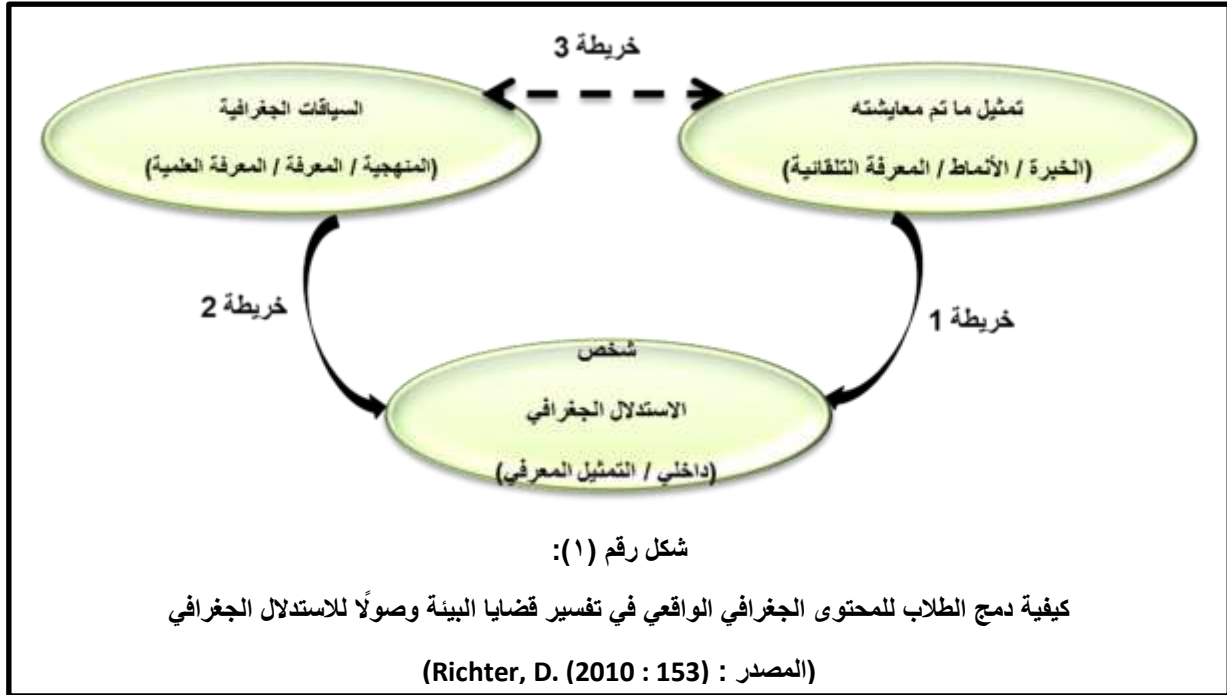 خريطة 3
تمثيل ما تم معايشته
(الخبرة / الأنماط / المعرفة التلقائية)
السياقات الجغرافية
(المنهجية / المعرفة / المعرفة العلمية)
خريطة 1
خريطة 2
شخص
الاستدلال الجغرافي
(داخلي / التمثيل المعرفي)
شكل رقم (١):
كيفية دمج الطلاب للمحتوى الجغرافي الواقعي في تفسير قضايا البيئة وصولًا للاستدلال الجغرافي
(المصدر : Richter, D. (2010 : 153)